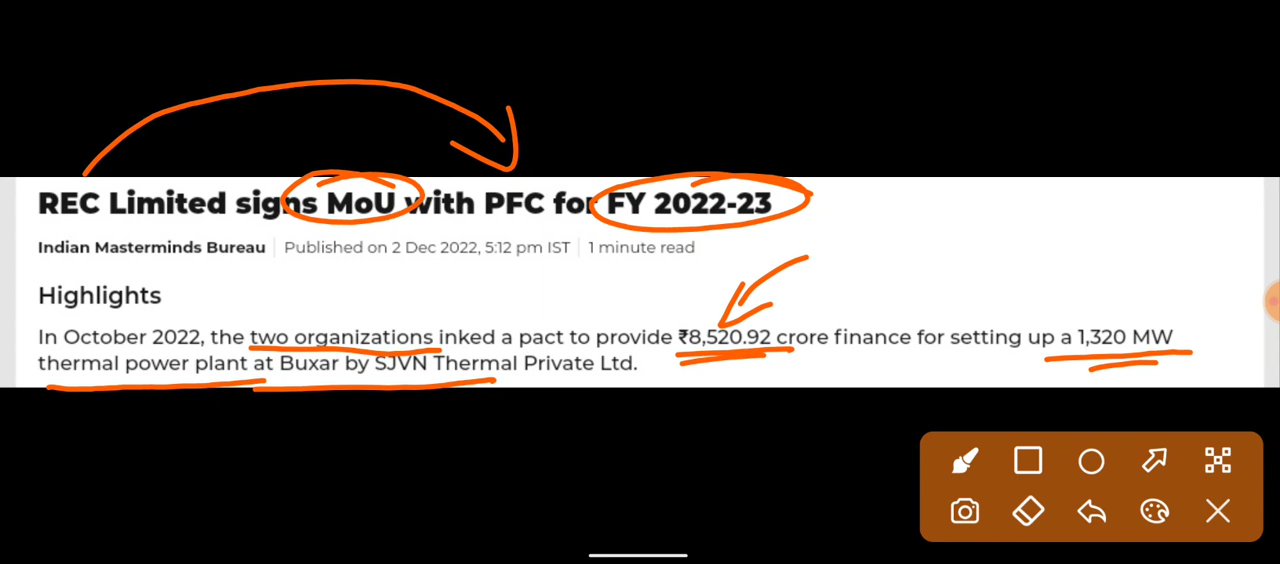 REC Limited signs MoU with PFC for FY 2022-23
Indian Masterminds Bureau Published on 2 Dec 2022, 5:12 pm IST 1 minute read
Highlights
In October 2022, the two organizations inked a pact to provide ₹8,520.92 crore finance for setting up a 1,320 MW
thermal power plant at Buxar by SJVN Thermal Private Ltd.